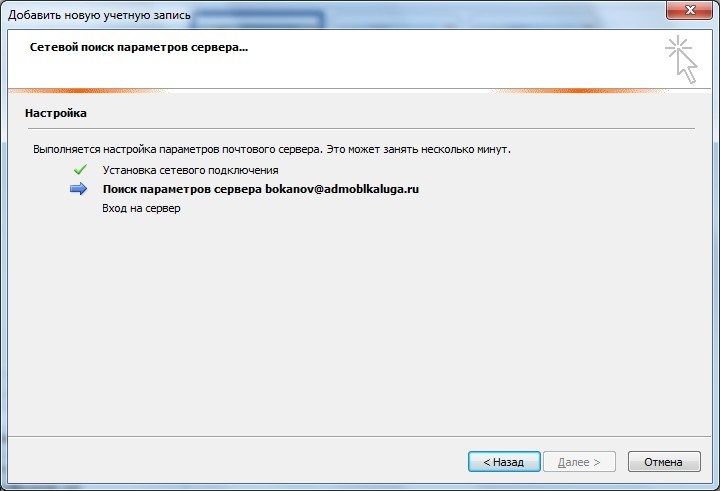 Добавить новую учетную запись
Сетевой поиск параметров сервера...
Настройка
Выполняется настройка параметров почтового сервера. Это может занять несколько минут.
Установка сетевого подключения
Поиск параметров сервера bokanov@admoblkaluga.ru
Вход на сервер
< Назад
Далее >
Отмена